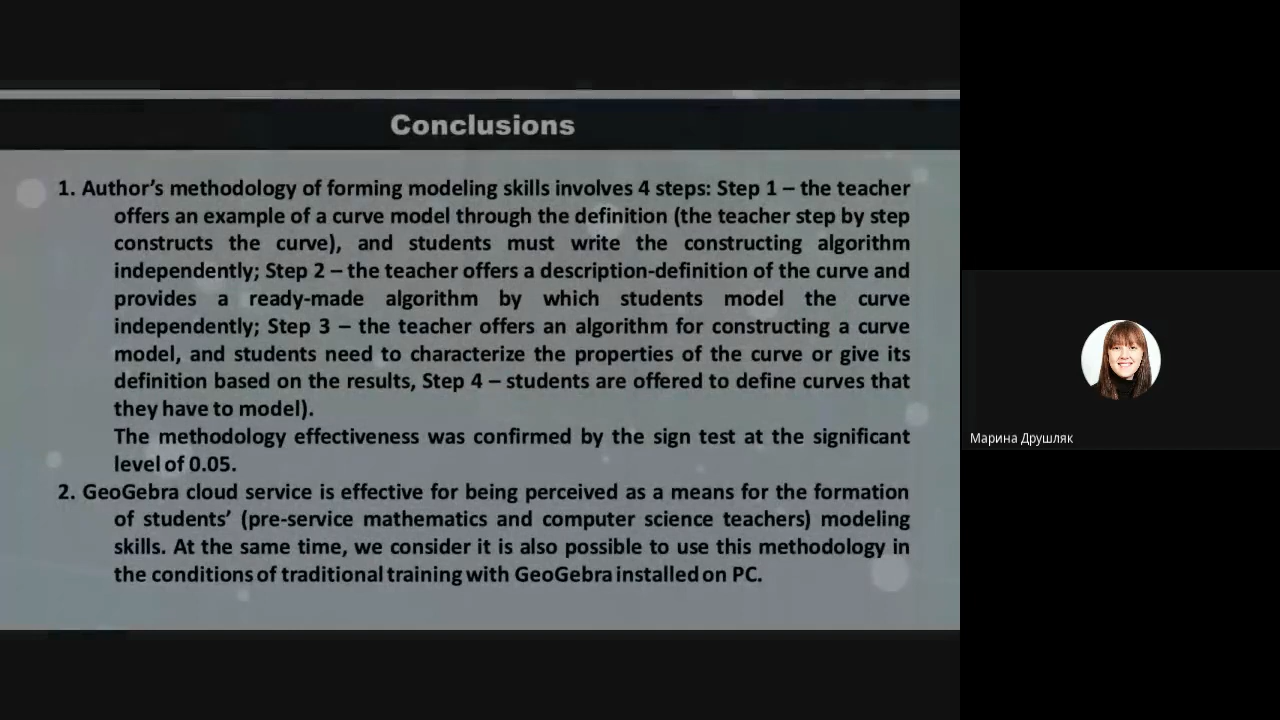 Conclusions
1. Author’s methodology of forming modeling skills involves 4 steps: Step 1 – the teacher
offers an example of a curve model through the definition (the teacher step by step
constructs the curve), and students must write the constructing algorithm
independently; Step 2 – the teacher offers a description-definition of the curve and
provides a ready-made algorithm by which students model the curve
independently; Step 3 – the teacher offers an algorithm for constructing a curve
model, and students need to characterize the properties of the curve or give its
definition based on the results, Step 4 – students are offered to define curves that
they have to model).
The methodology effectiveness was confirmed by the sign test at the significant
level of 0.05.
2. GeoGebra cloud service is effective for being perceived as a means for the formation
of students’ (pre-service mathematics and computer science teachers) modeling
skills. At the same time, we consider it is also possible to use this methodology in
the conditions of traditional training with GeoGebra installed on PC.
Марина Друшляк